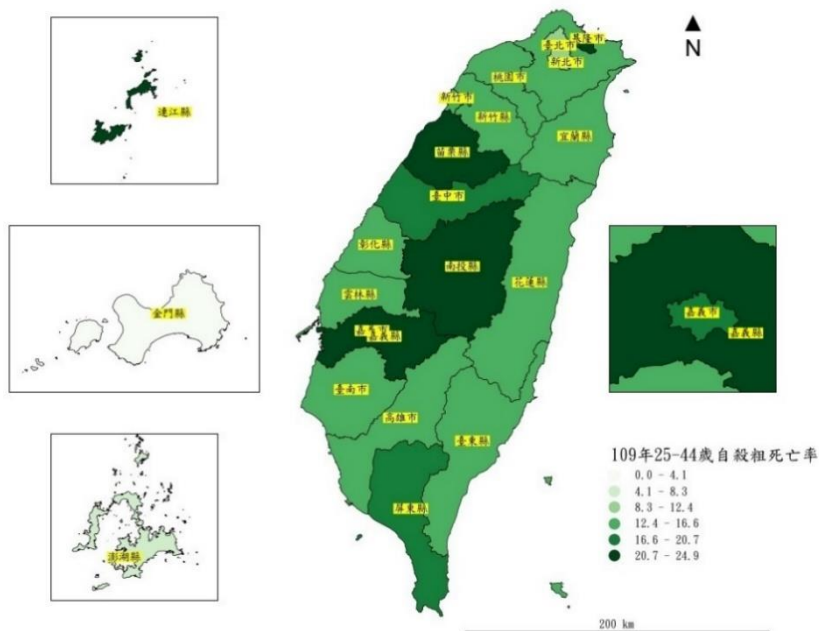 N
連江縣
金門縣
澎湖縣
基隆市
臺北市
新北市
桃園市
新竹市
新竹縣
宜蘭縣
苗栗縣
臺中市
彰化縣
南投縣
花蓮縣
雲林縣
嘉義縣
臺南市
高雄市
臺東縣
屏東縣
嘉義市
嘉義縣
109年25-44歲自殺粗死亡率
0.0 - 4.1
4.1 - 8.3
8.3 - 12.4
12.4 - 16.6
16.6 - 20.7
20.7 - 24.9
200 km